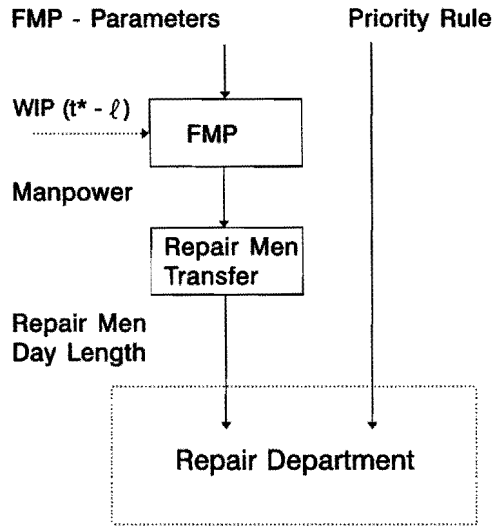 FMP - Parameters
Priority Rule
WIP (t* - ℓ)
FMP
Manpower
Repair Men
Transfer
Repair Men
Day Length
Repair Department